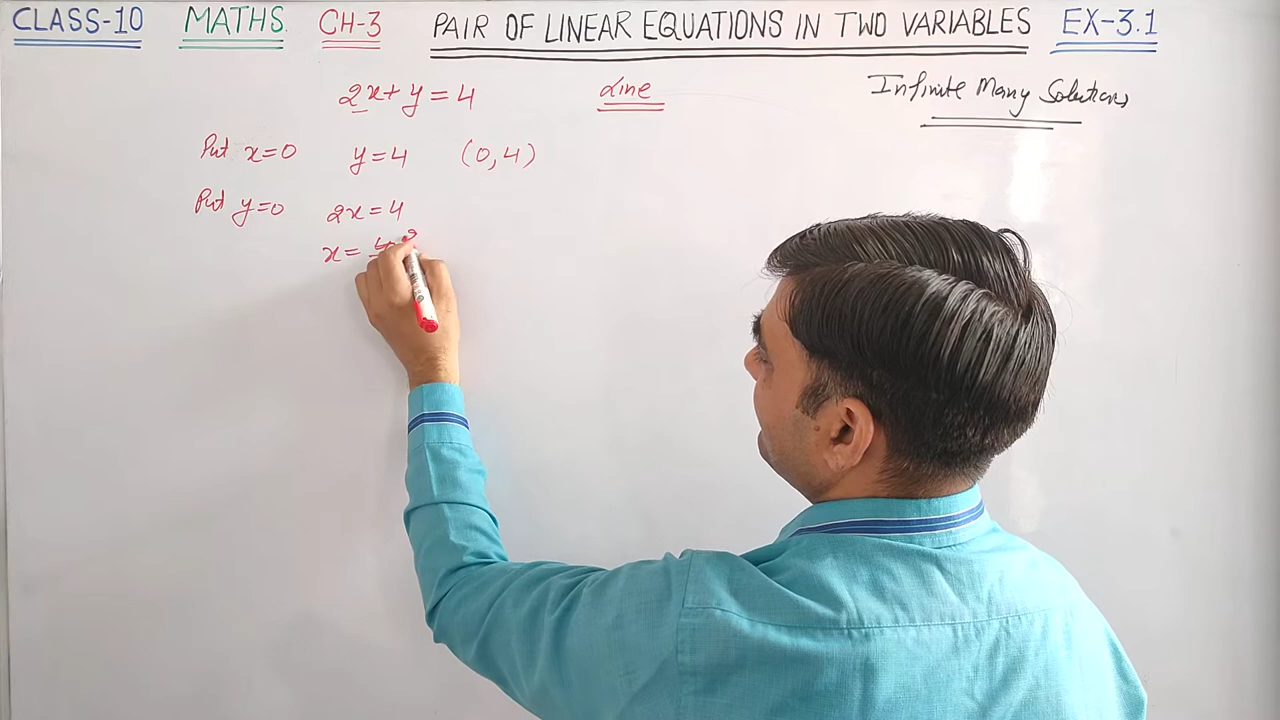 CLASS-10 MATHS CH-3 PAIR OF LINEAR EQUATIONS IN TWO VARIABLES EX-3.1
2x+y=4 Line Infinite Many Solutions
Put x=0 y=4 (0,4)
Put y=0 2x=4
x=4